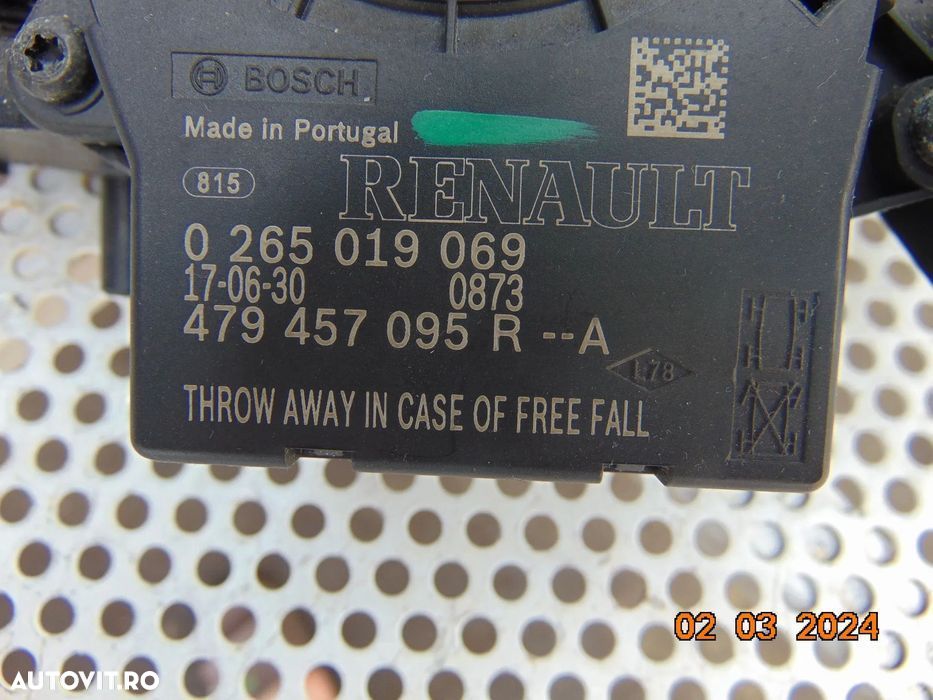 BOSCH
Made in Portugal
815
RENAULT
0 265 019 069
17-06-30 0873
479 457 095 R --A
L78
THROW AWAY IN CASE OF FREE FALL
02 03 2024
AUTOVIT.RO